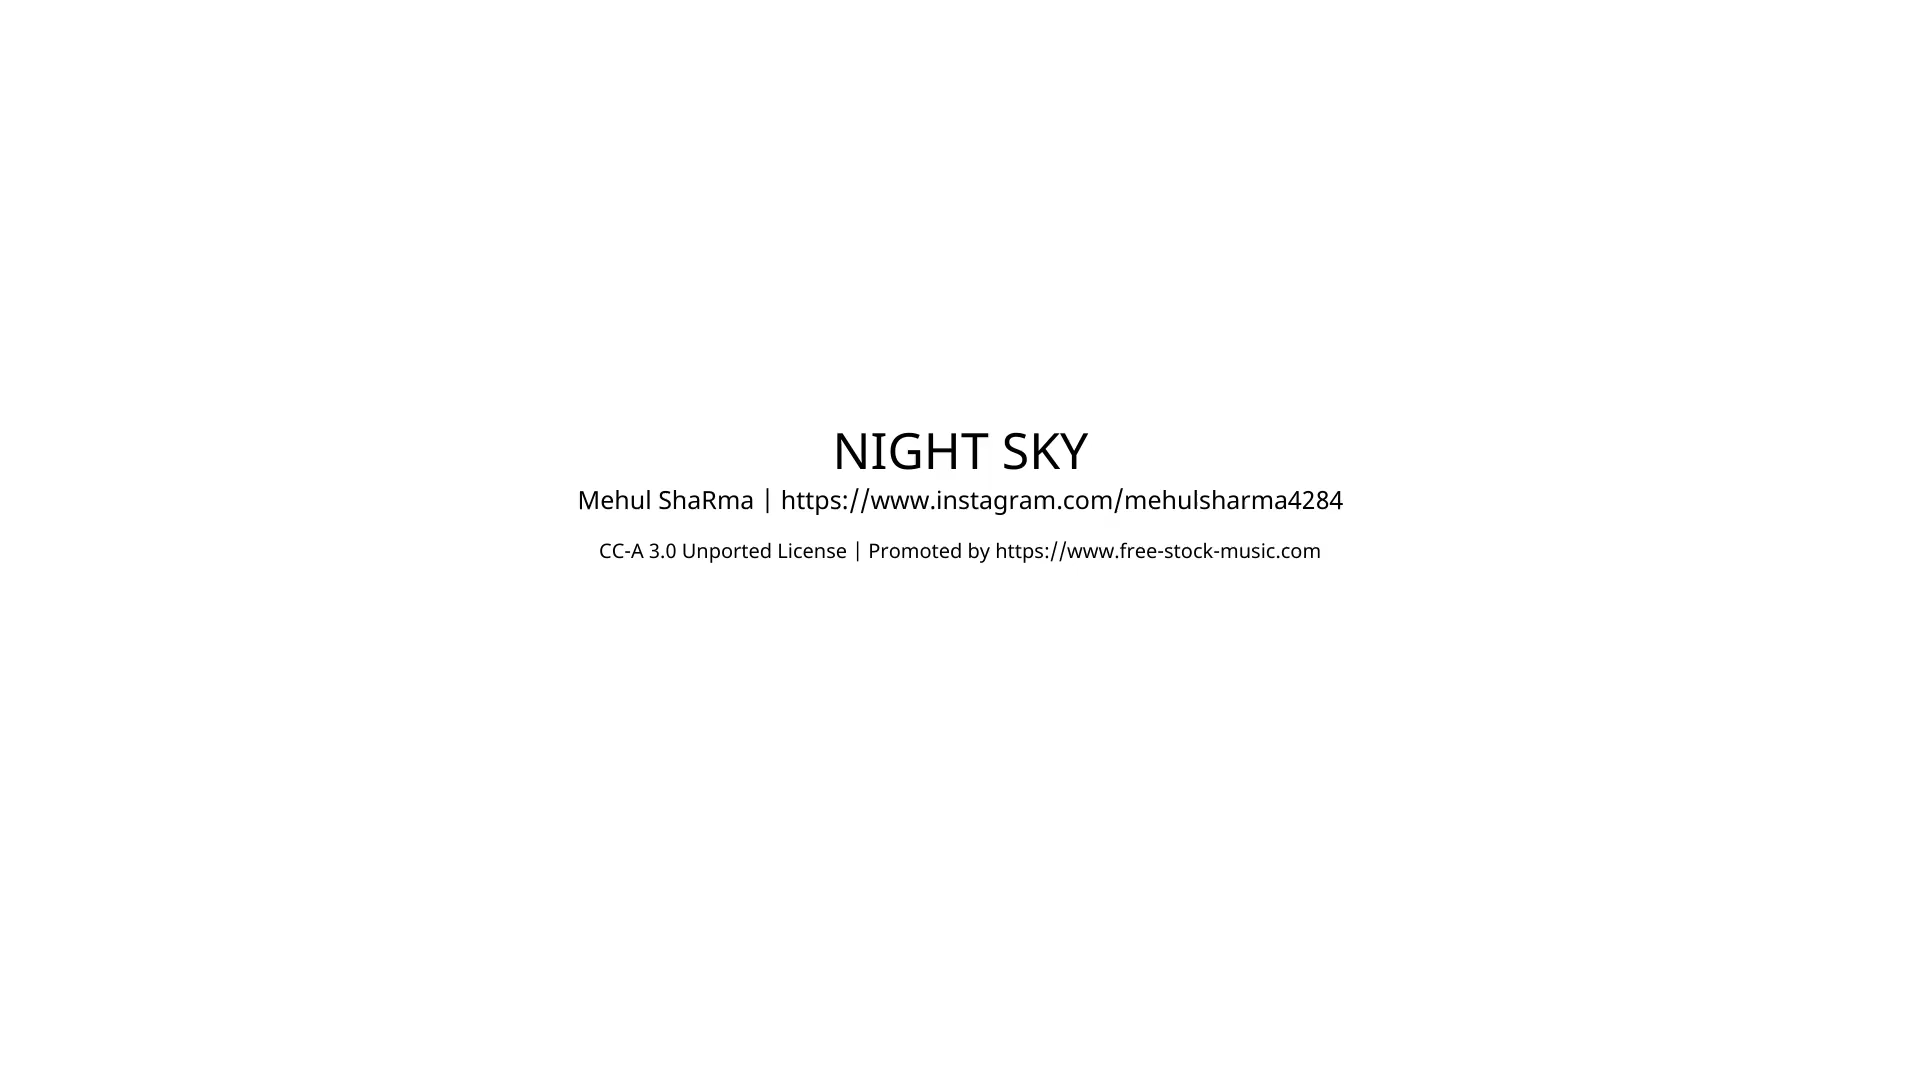 NIGHT SKY
Mehul ShaRma | https://www.instagram.com/mehulsharma4284
CC-A 3.0 Unported License | Promoted by https://www.free-stock-music.com